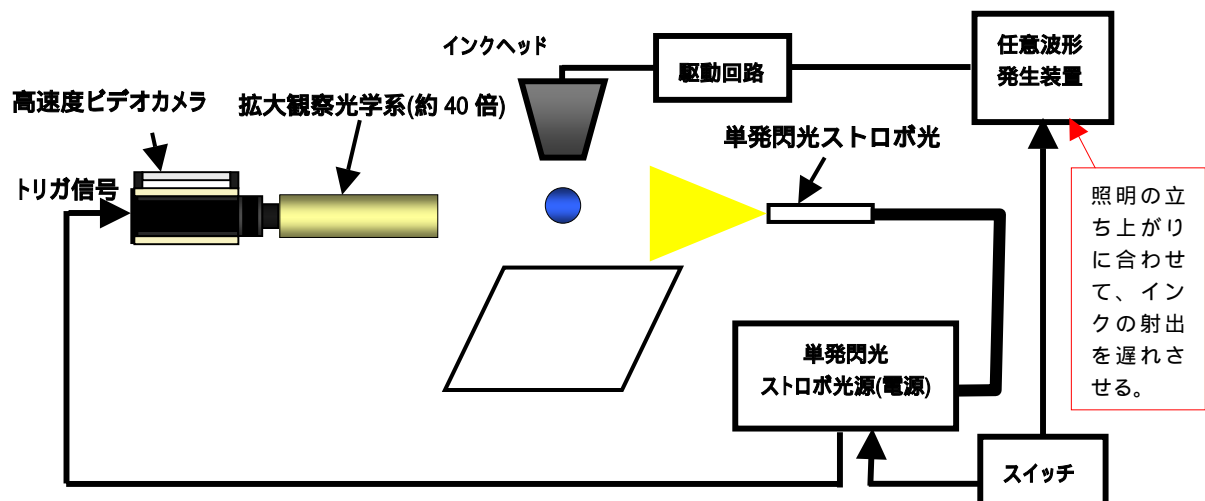 インクヘッド
駆動回路
任意波形
発生装置
高速度ビデオカメラ
拡大観察光学系(約 40 倍)
単発閃光ストロボ光
トリガ信号
照明の立
ち上がり
に合わせ
て、イン
クの射出
を遅れさ
せる。
単発閃光
ストロボ光源(電源)
スイッチ